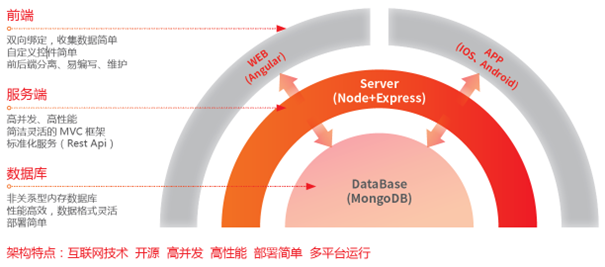 前端
双向绑定，收集数据简单
自定义控件简单
前后端分离、易编写、维护
服务端
高并发、高性能
简洁灵活的 MVC 框架
标准化服务（Rest Api）
数据库
非关系型内存数据库
性能高效，数据格式灵活
部署简单
WEB
(Angular)
APP
(IOS, Android)
Server
(Node+Express)
DataBase
(MongoDB)
架构特点：互联网技术 开源 高并发 高性能 部署简单 多平台运行